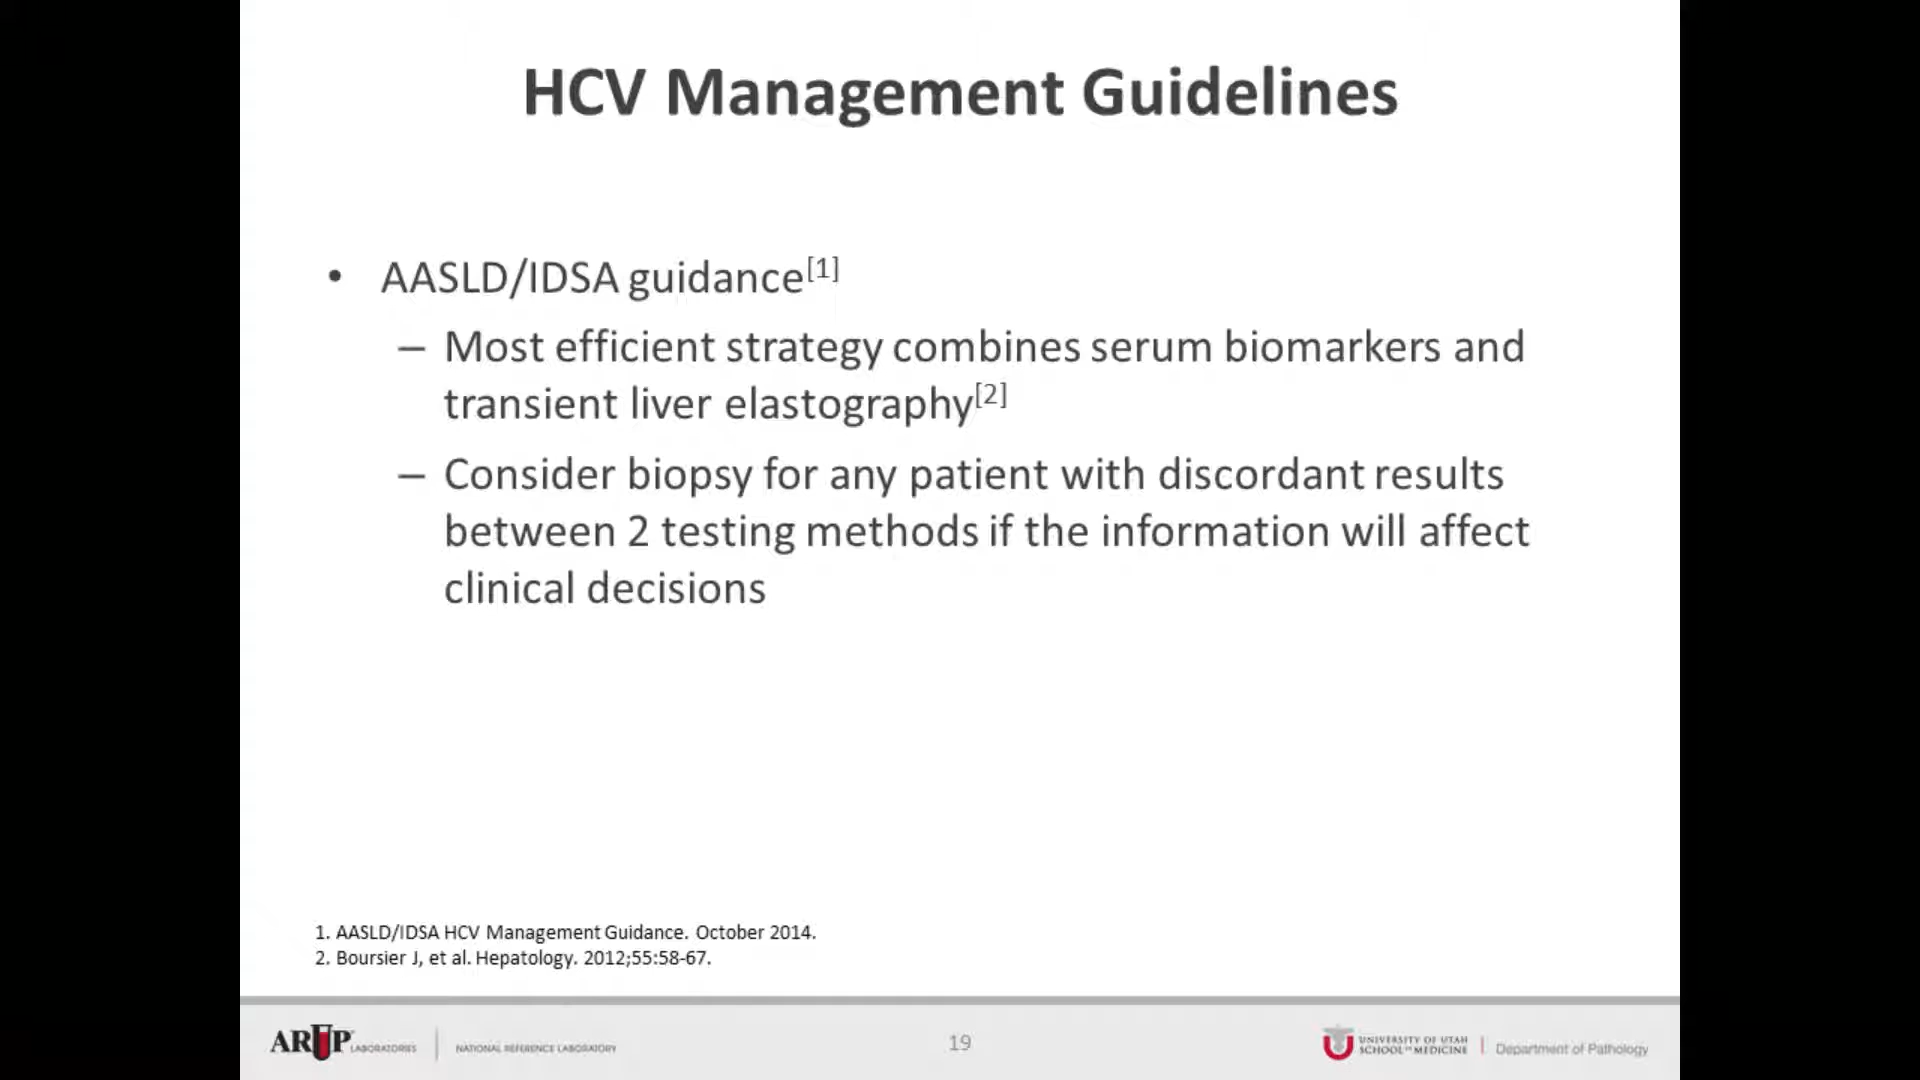 HCV Management Guidelines
• AASLD/IDSA guidance[1]
– Most efficient strategy combines serum biomarkers and
transient liver elastography[2]
– Consider biopsy for any patient with discordant results
between 2 testing methods if the information will affect
clinical decisions
1. AASLD/IDSA HCV Management Guidance. October 2014.
2. Boursier J, et al. Hepatology. 2012;55:58-67.
ARUP LABORATORIES | NATIONAL REFERENCE LABORATORY
19
UNIVERSITY OF UTAH
SCHOOL OF MEDICINE | Department of Pathology